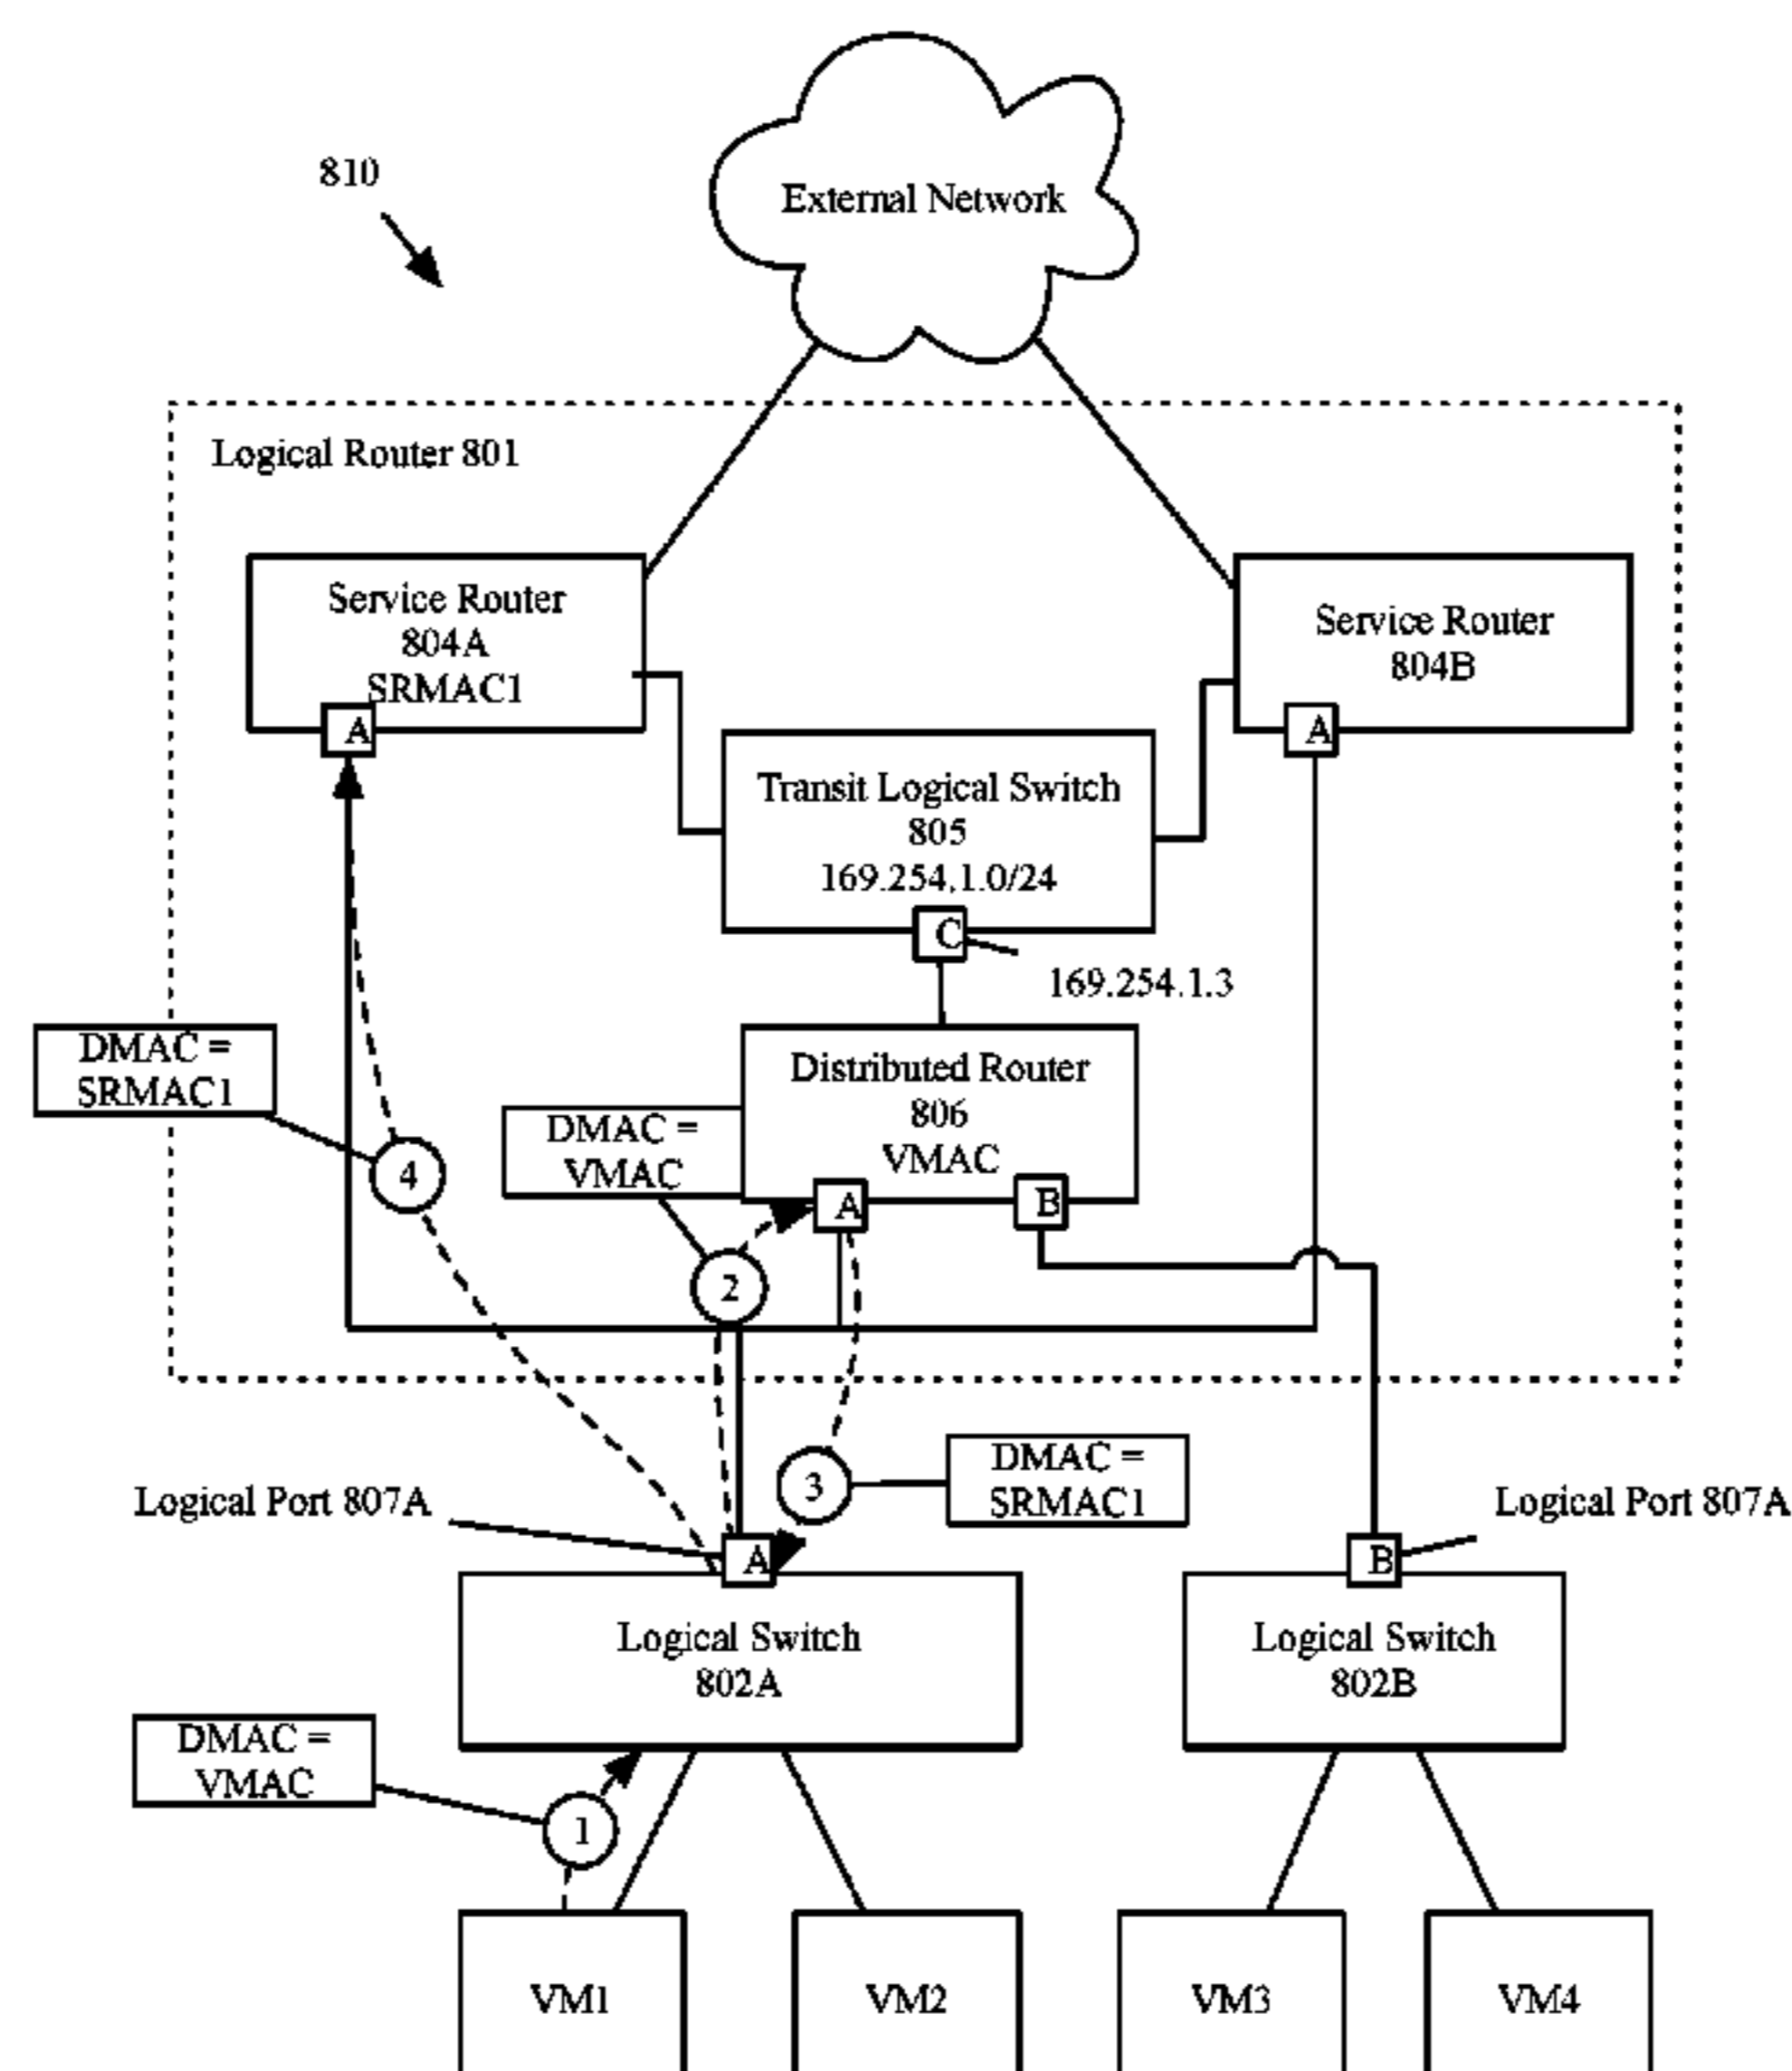 External Network
810
Logical Router 801
Service Router
804A
SRMAC1
A
Service Router
804B
A
Transit Logical Switch
805
169.254.1.0/24
C
169.254.1.3
DMAC =
SRMAC1
4
DMAC =
VMAC
2
Distributed Router
806
VMAC
A
B
3
DMAC =
SRMAC1
Logical Port 807A
A
Logical Port 807A
B
Logical Switch
802A
Logical Switch
802B
DMAC =
VMAC
1
VM1
VM2
VM3
VM4